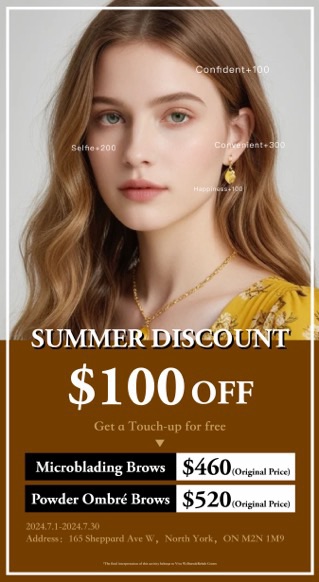 Confident+100
Selfie+200
Convenient+300
Happiness+100
SUMMER DISCOUNT
$100 OFF
Get a Touch-up for free
Microblading Brows $460(Original Price)
Powder Ombré Brows $520(Original Price)
2024.7.1-2024.7.30
Address: 165 Sheppard Ave W, North York, ON M2N 1M9